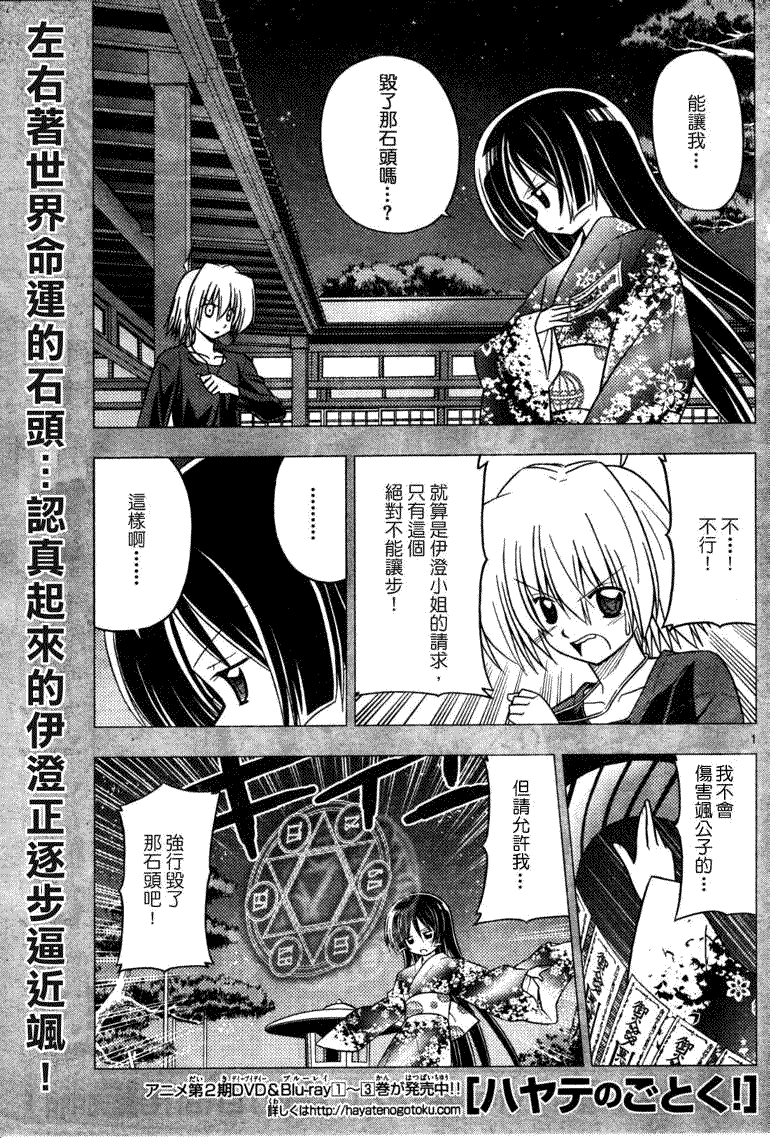 左右著世界命運的石頭…認真起來的伊澄正逐步逼近颯！
能讓我…
毀了那石頭嗎…?
不…!
不行！
就算是伊澄小姐的請求，
只有這個
絕對不能讓步！
……
這樣啊……
1
我不會
傷害颯公子的…
但請允許我…
強行毀了
那石頭吧！
アニメ第2期DVD&Blu-ray1～3巻が発売中!!
詳しくはhttp://hayatenogotoku.com
[ハヤテのごとく!]